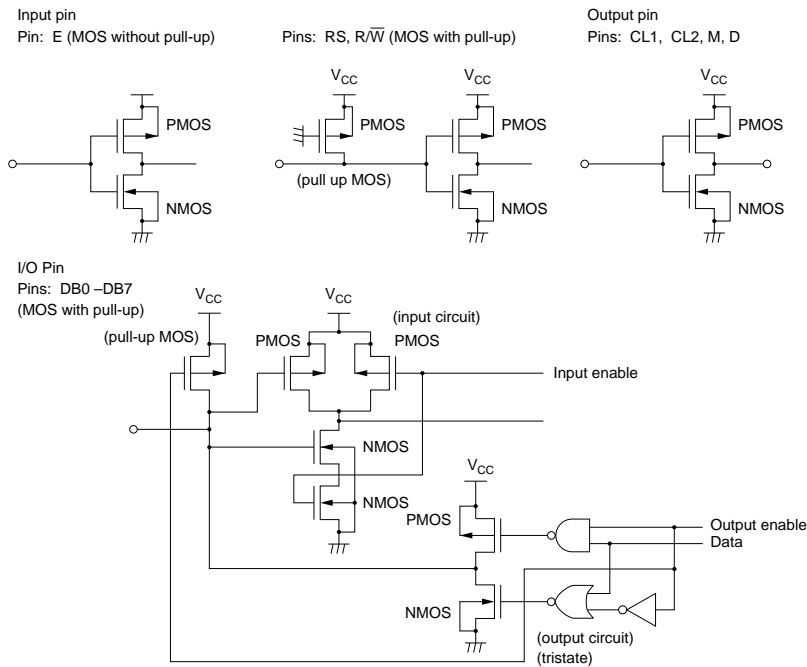 Input pin
Pin:  E (MOS without pull-up)
Pins:  RS, R/W̅ (MOS with pull-up)
Output pin
Pins:  CL1,  CL2, M, D
VCC
VCC
PMOS
PMOS
PMOS
PMOS
(pull up MOS)
NMOS
NMOS
NMOS
I/O Pin
Pins:  DB0 –DB7
(MOS with pull-up)
VCC
VCC
(input circuit)
(pull-up MOS)
PMOS
PMOS
Input enable
NMOS
NMOS
VCC
PMOS
Output enable
Data
NMOS
(output circuit)
(tristate)